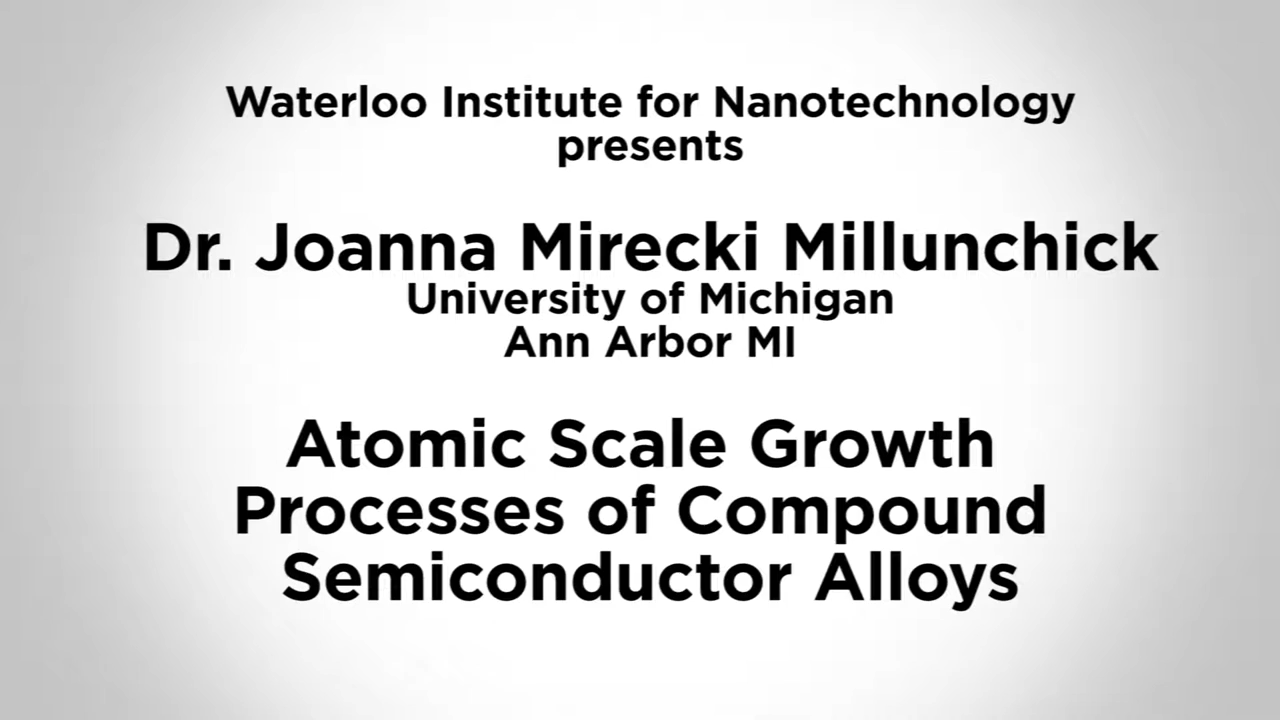 Waterloo Institute for Nanotechnology
presents
Dr. Joanna Mirecki Millunchick
University of Michigan
Ann Arbor MI
Atomic Scale Growth
Processes of Compound
Semiconductor Alloys